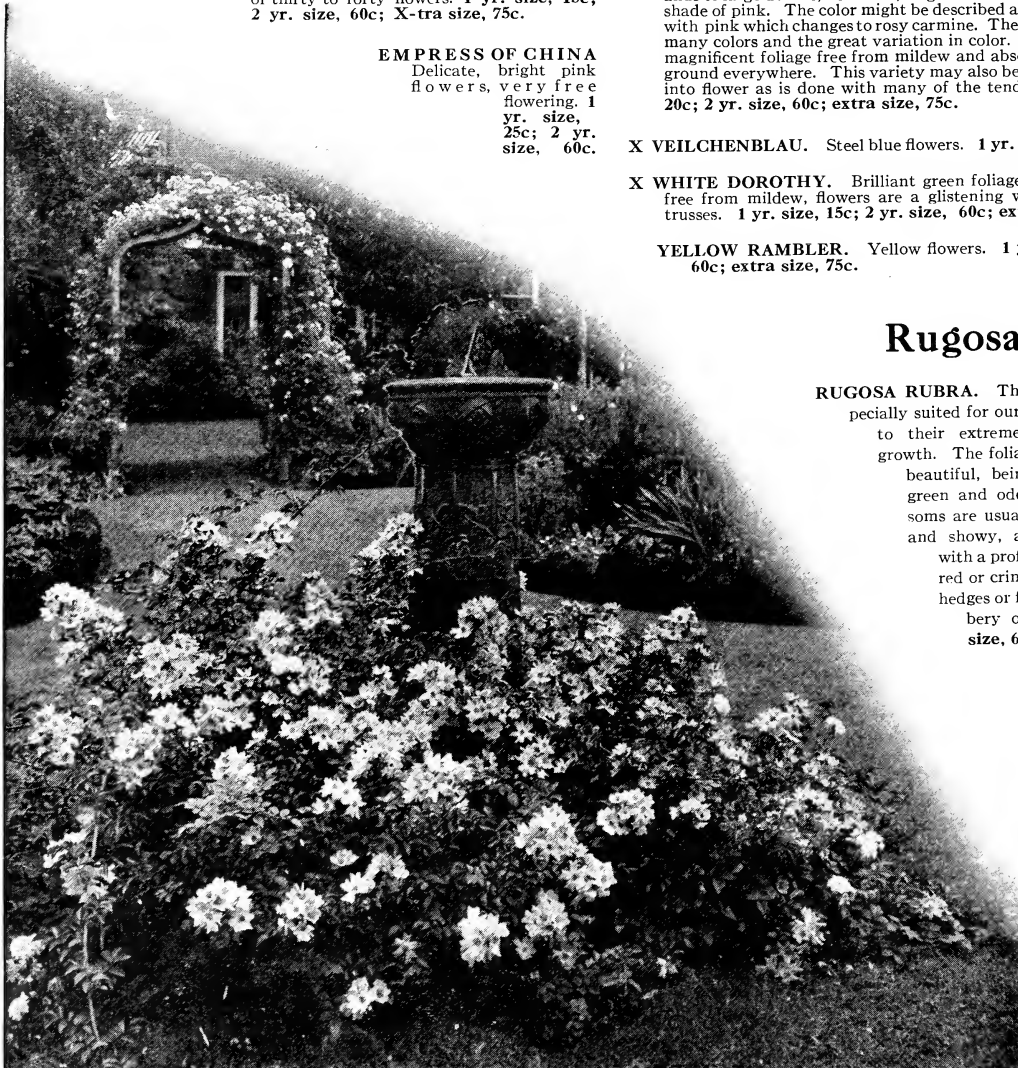 of thirty to forty flowers. 1 yr. size, 15c;
2 yr. size, 60c; X-tra size, 75c.
EMPRESS OF CHINA
Delicate, bright pink
flowers, very free
flowering. 1
yr. size,
25c; 2 yr.
size, 60c.
shade of pink. The color might be described a
with pink which changes to rosy carmine. The
many colors and the great variation in color.
magnificent foliage free from mildew and abs
ground everywhere. This variety may also be
into flower as is done with many of the tend
20c; 2 yr. size, 60c; extra size, 75c.
X VEILCHENBLAU. Steel blue flowers. 1 yr.
X WHITE DOROTHY. Brilliant green foliage
free from mildew, flowers are a glistening w
trusses. 1 yr. size, 15c; 2 yr. size, 60c; ex
YELLOW RAMBLER. Yellow flowers. 1
60c; extra size, 75c.
Rugosa
RUGOSA RUBRA. Th
pecially suited for our
to their extreme
growth. The folia
beautiful, bein
green and od
soms are usua
and showy, a
with a prof
red or crim
hedges or f
bery o
size, 6